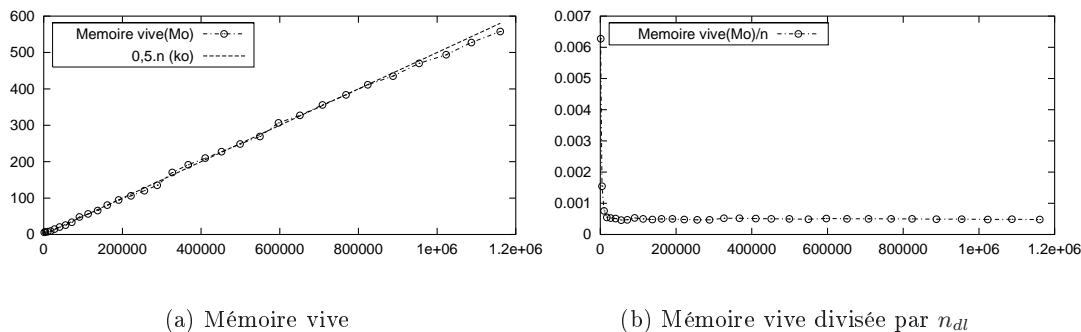 600
500
400
300
200
100
0
Memoire vive(Mo)
0,5.n (ko)
0 200000 400000 600000 800000 1e+06 1.2e+06
0.007
0.006
0.005
0.004
0.003
0.002
0.001
0
Memoire vive(Mo)/n
0 200000 400000 600000 800000 1e+06 1.2e+06
(a) Mémoire vive
(b) Mémoire vive divisée par n_{dl}